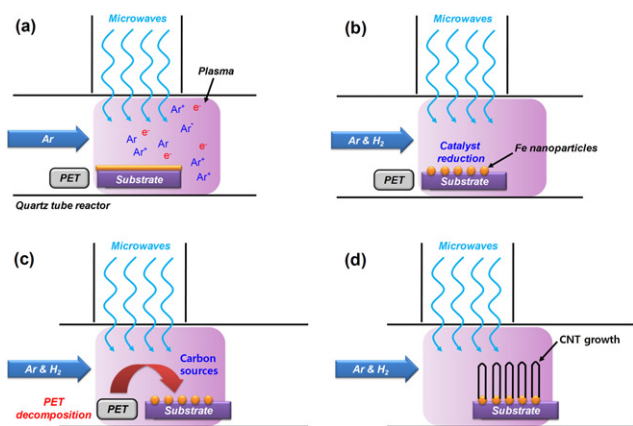 (a)
Microwaves
Plasma
Ar⁺ e⁻
Ar⁺
Ar e⁻
Ar e⁻
Ar⁺ e⁻ Ar⁺
Ar⁺
Ar
PET
Substrate
Quartz tube reactor
(b)
Microwaves
Ar & H₂
Catalyst
reduction
Fe nanoparticles
PET
Substrate
(c)
Microwaves
Ar & H₂
Carbon
sources
PET
decomposition
PET
Substrate
(d)
Microwaves
CNT growth
Ar & H₂
Substrate